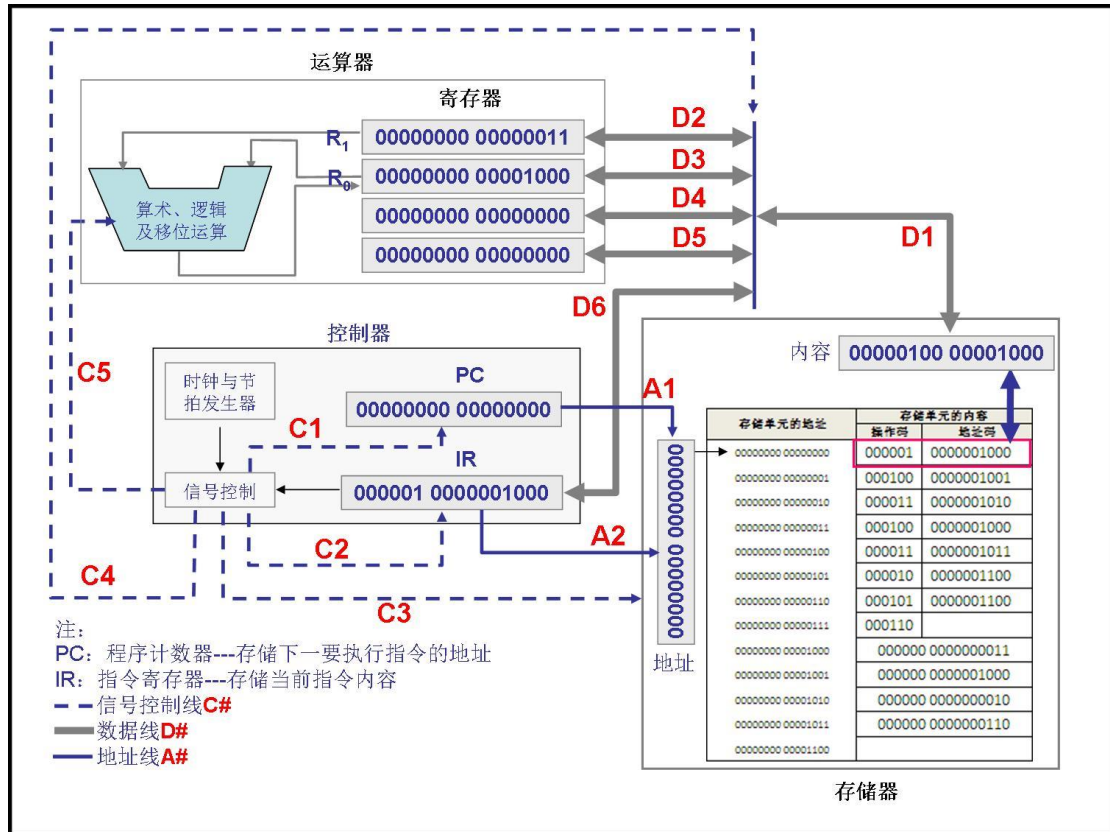 运算器
寄存器
R1
00000000 00000011
R0
00000000 00001000
00000000 00000000
00000000 00000000
算术、逻辑
及移位运算
D2
D3
D4
D5
D1
D6
控制器
内容
00000100 00001000
C5
时钟与节
拍发生器
PC
00000000 00000000
A1
C1
IR
信号控制
000001 0000001000
C2
A2
C4
C3
00000000 00000000
地址
存储单元的地址
存储单元的内容
操作码 地址码
00000000 00000000 000001 0000001000
00000000 00000001 000100 0000001001
00000000 00000010 000011 0000001010
00000000 00000011 000100 0000001000
00000000 00000100 000011 0000001011
00000000 00000101 000010 0000001100
00000000 00000110 000101 0000001100
00000000 00000111 000110
00000000 00001000 000000 0000000011
00000000 00001001 000000 0000001000
00000000 00001010 000000 0000000010
00000000 00001011 000000 0000000110
00000000 00001100
存储器
注：
PC：程序计数器---存储下一要执行指令的地址
IR：指令寄存器---存储当前指令内容
信号控制线C#
数据线D#
地址线A#